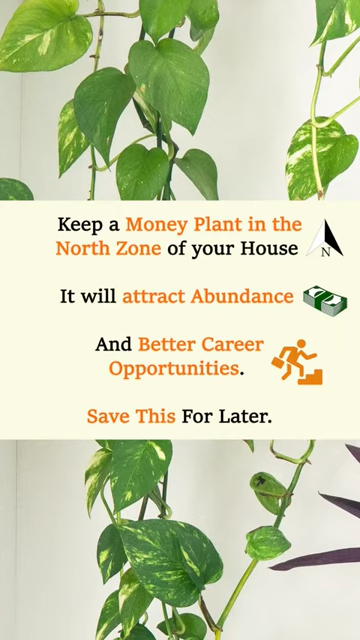 Keep a Money Plant in the
North Zone of your House
N
It will attract Abundance
And Better Career
Opportunities.
Save This For Later.